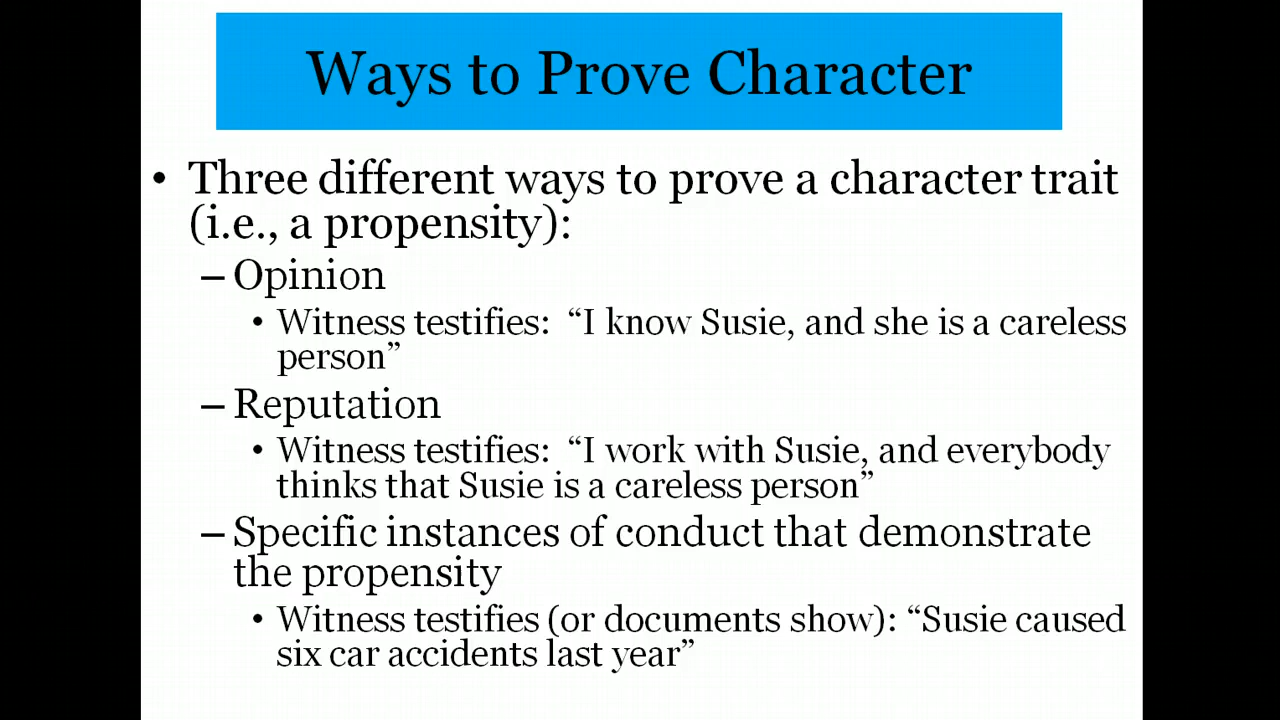 Ways to Prove Character
• Three different ways to prove a character trait
(i.e., a propensity):
– Opinion
• Witness testifies:  “I know Susie, and she is a careless
person”
– Reputation
• Witness testifies:  “I work with Susie, and everybody
thinks that Susie is a careless person”
– Specific instances of conduct that demonstrate
the propensity
• Witness testifies (or documents show): “Susie caused
six car accidents last year”